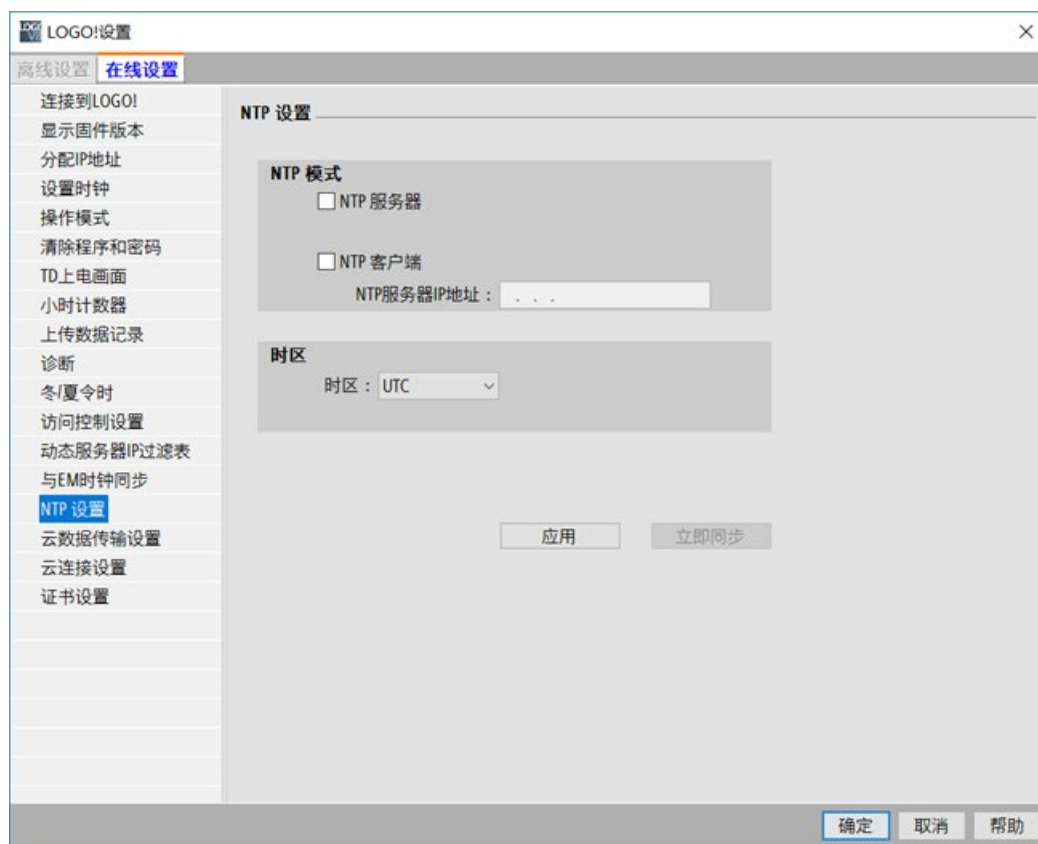 LOGO!设置
离线设置 在线设置
连接到LOGO!
显示固件版本
分配IP地址
设置时钟
操作模式
清除程序和密码
TD上电画面
小时计数器
上传数据记录
诊断
冬/夏令时
访问控制设置
动态服务器IP过滤表
与EM时钟同步
NTP 设置
云数据传输设置
云连接设置
证书设置
NTP 设置
NTP 模式
NTP 服务器
NTP 客户端
NTP服务器IP地址： . . .
时区
时区： UTC
应用 立即同步
确定 取消 帮助